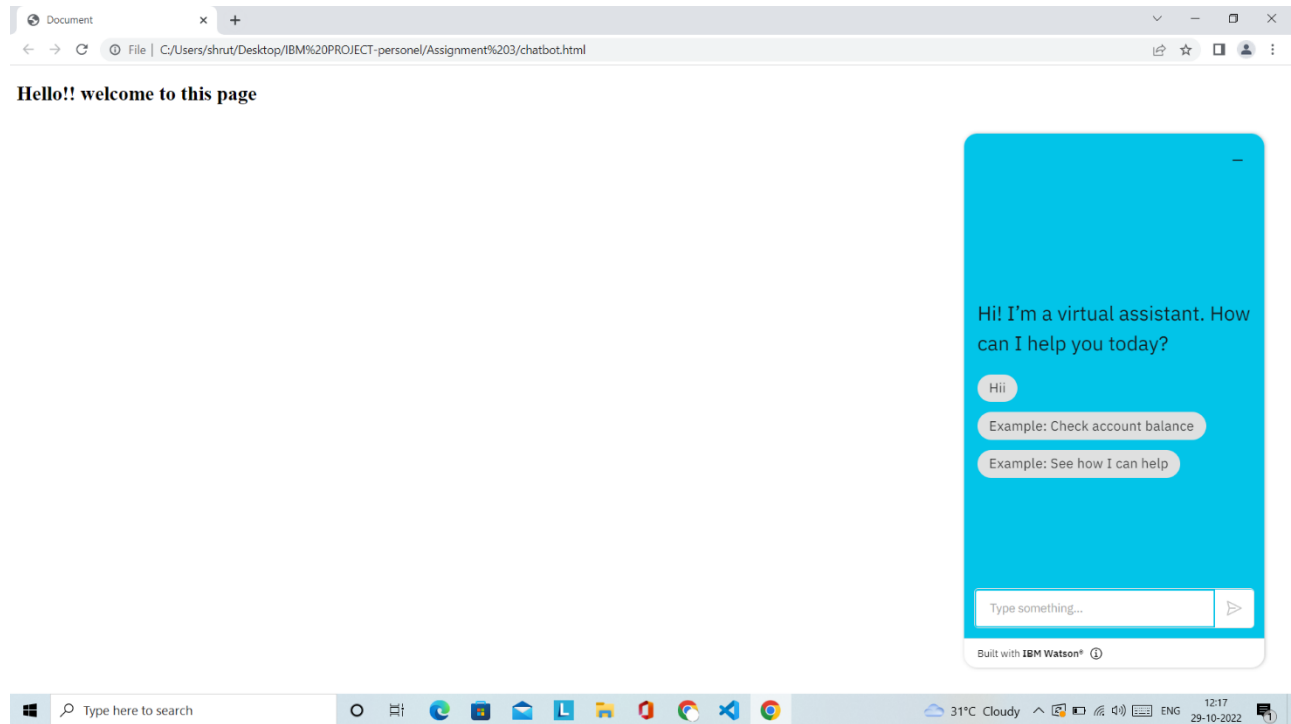 Document
File | C:/Users/shrut/Desktop/IBM%20PROJECT-personel/Assignment%203/chatbot.html
Hello!! welcome to this page
Hi! I'm a virtual assistant. How
can I help you today?
Hii
Example: Check account balance
Example: See how I can help
Type something...
Built with IBM Watson®
Type here to search
31°C Cloudy
ENG
12:17
29-10-2022
1